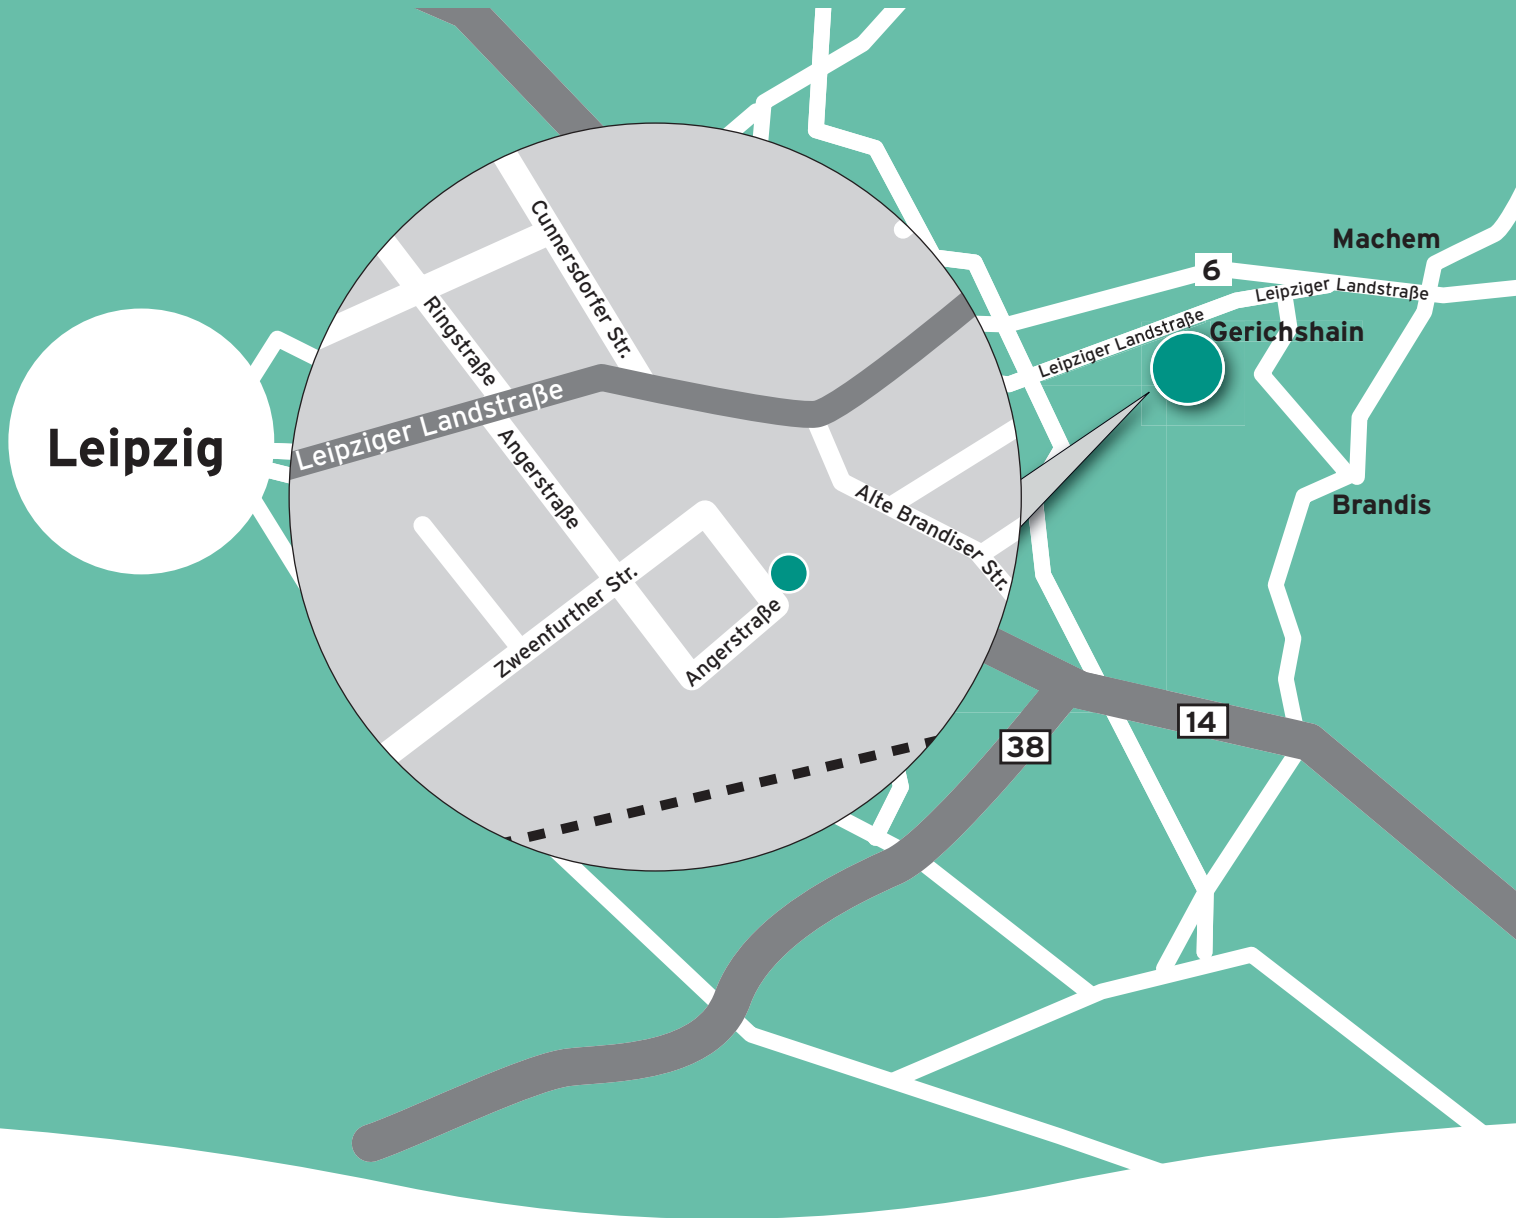 Machem
6
Leipziger Landstraße
Leipziger Landstraße
Gerichshain
Cunnersdorfer Str.
Ringstraße
Leipziger Landstraße
Leipzig
Angerstraße
Alte Brandiser Str.
Brandis
Zweenfurther Str.
Angerstraße
14
38